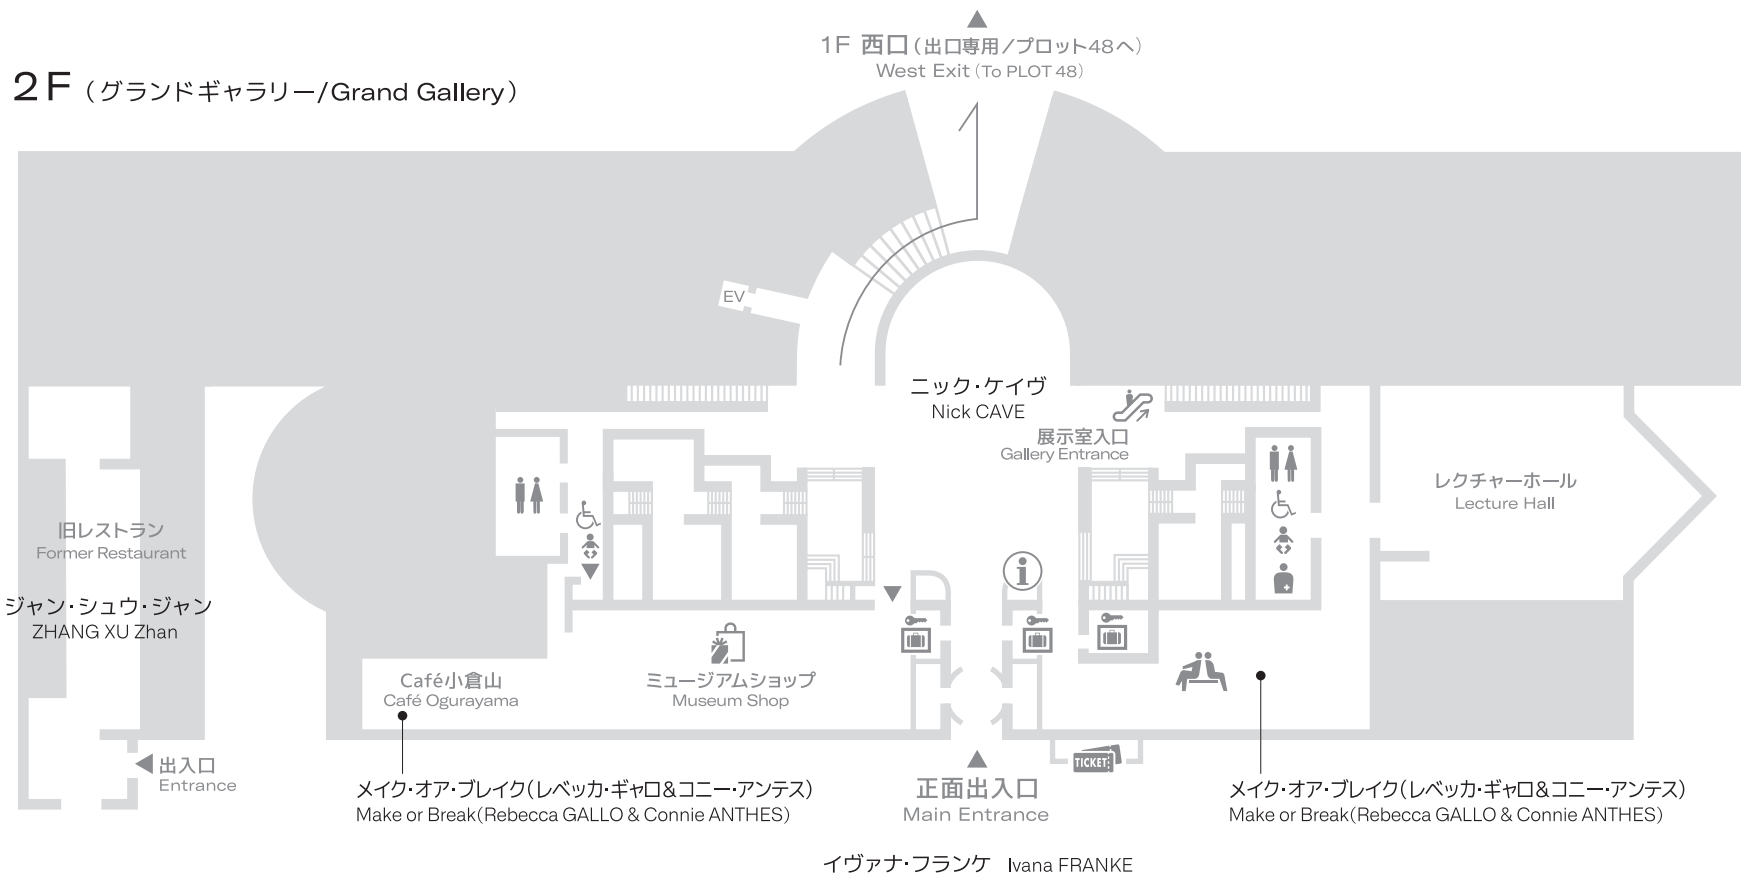 1F 西口（出口専用/プロット48へ）
West Exit（To PLOT 48）
2F（グランドギャラリー/Grand Gallery）
EV
ニック・ケイヴ
Nick CAVE
展示室入口
Gallery Entrance
レクチャーホール
Lecture Hall
旧レストラン
Former Restaurant
ジャン・シュウ・ジャン
ZHANG XU Zhan
Café小倉山
Café Ogurayama
ミュージアムショップ
Museum Shop
出入口
Entrance
TICKET
正面出入口
Main Entrance
メイク・オア・ブレイク（レベッカ・ギャロ&コニー・アンテス）
Make or Break(Rebecca GALLO & Connie ANTHES)
メイク・オア・ブレイク（レベッカ・ギャロ&コニー・アンテス）
Make or Break(Rebecca GALLO & Connie ANTHES)
イヴァナ・フランケ Ivana FRANKE